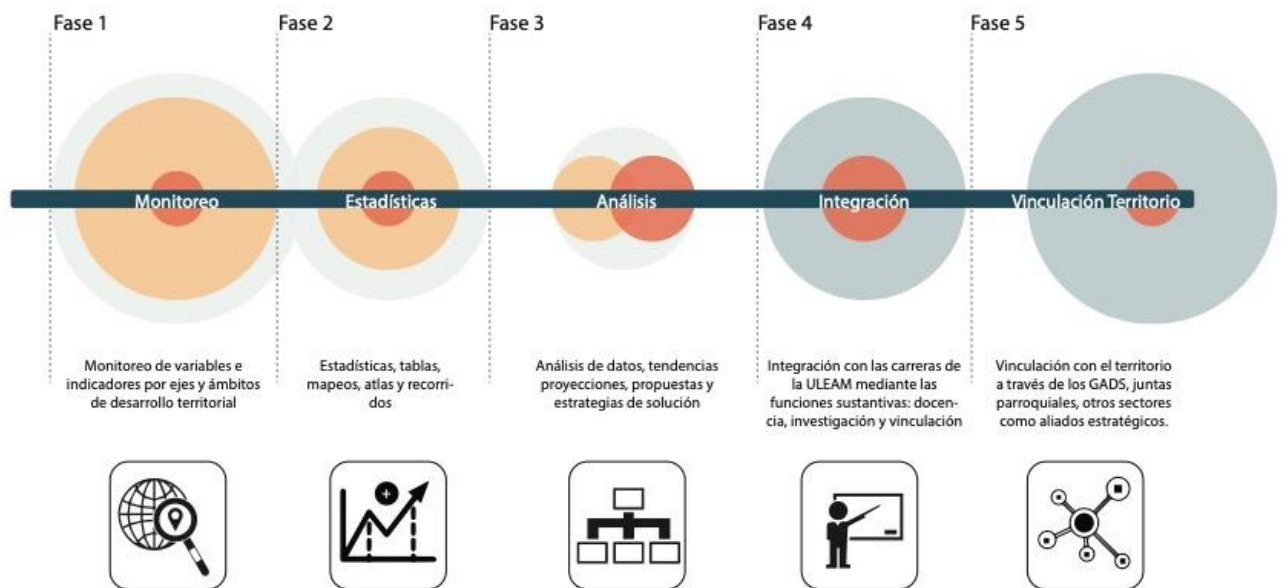 Fase 1
Fase 2
Fase 3
Fase 4
Fase 5
Monitoreo
Estadísticas
Análisis
Integración
Vinculación Territorio
Monitoreo de variables e
indicadores por ejes y ámbitos
de desarrollo territorial
Estadísticas, tablas,
mapeos, atlas y recorri-
dos
Análisis de datos, tendencias
proyecciones, propuestas y
estrategias de solución
Integración con las carreras de
la ULEAM mediante las
funciones sustantivas: docen-
cia, investigación y vinculación
Vinculación con el territorio
a través de los GADS, juntas
parroquiales, otros sectores
como aliados estratégicos.